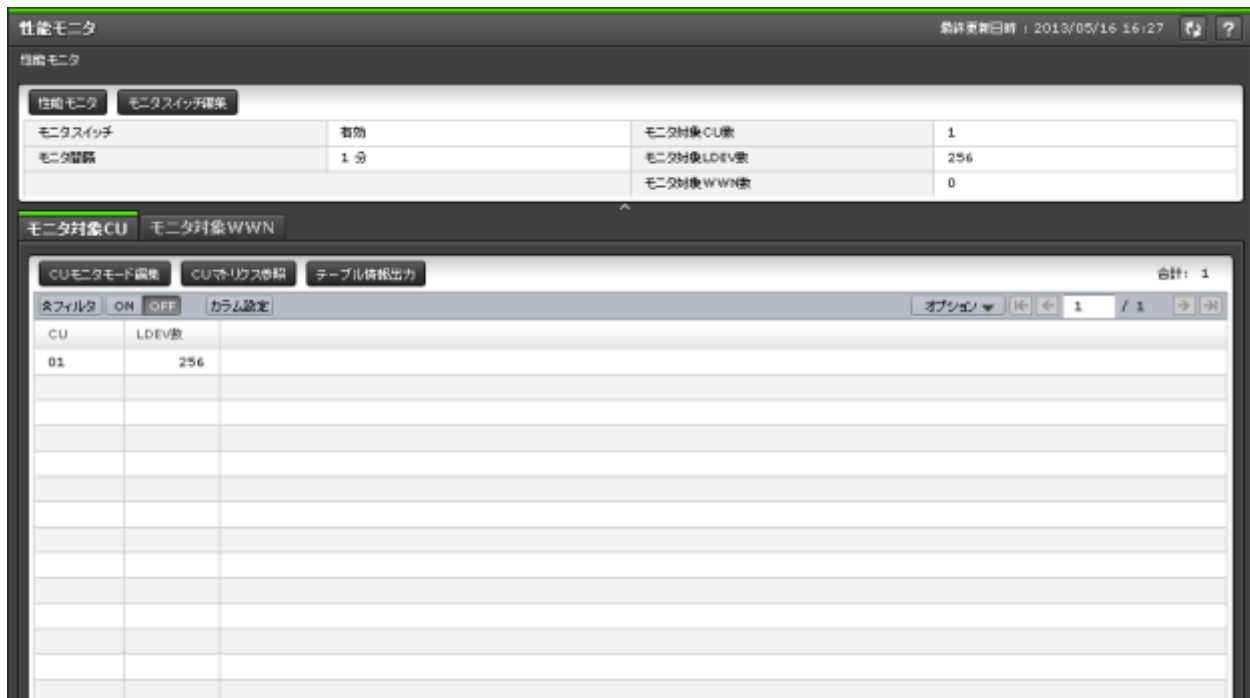 性能モニタ 最終更新日時 : 2013/05/16 16:27 ?
性能モニタ
性能モニタ モニタスイッチ編集
モニタスイッチ 有効 モニタ対象CU数 1
モニタ間隔 1 分 モニタ対象LDEV数 256
モニタ対象WWN数 0
モニタ対象CU モニタ対象WWN
CUモニタモード編集 CUマトリクス参照 テーブル情報出力 合計: 1
全フィルタ ON OFF カラム設定 オプション 1 / 1
CU LDEV数
01 256